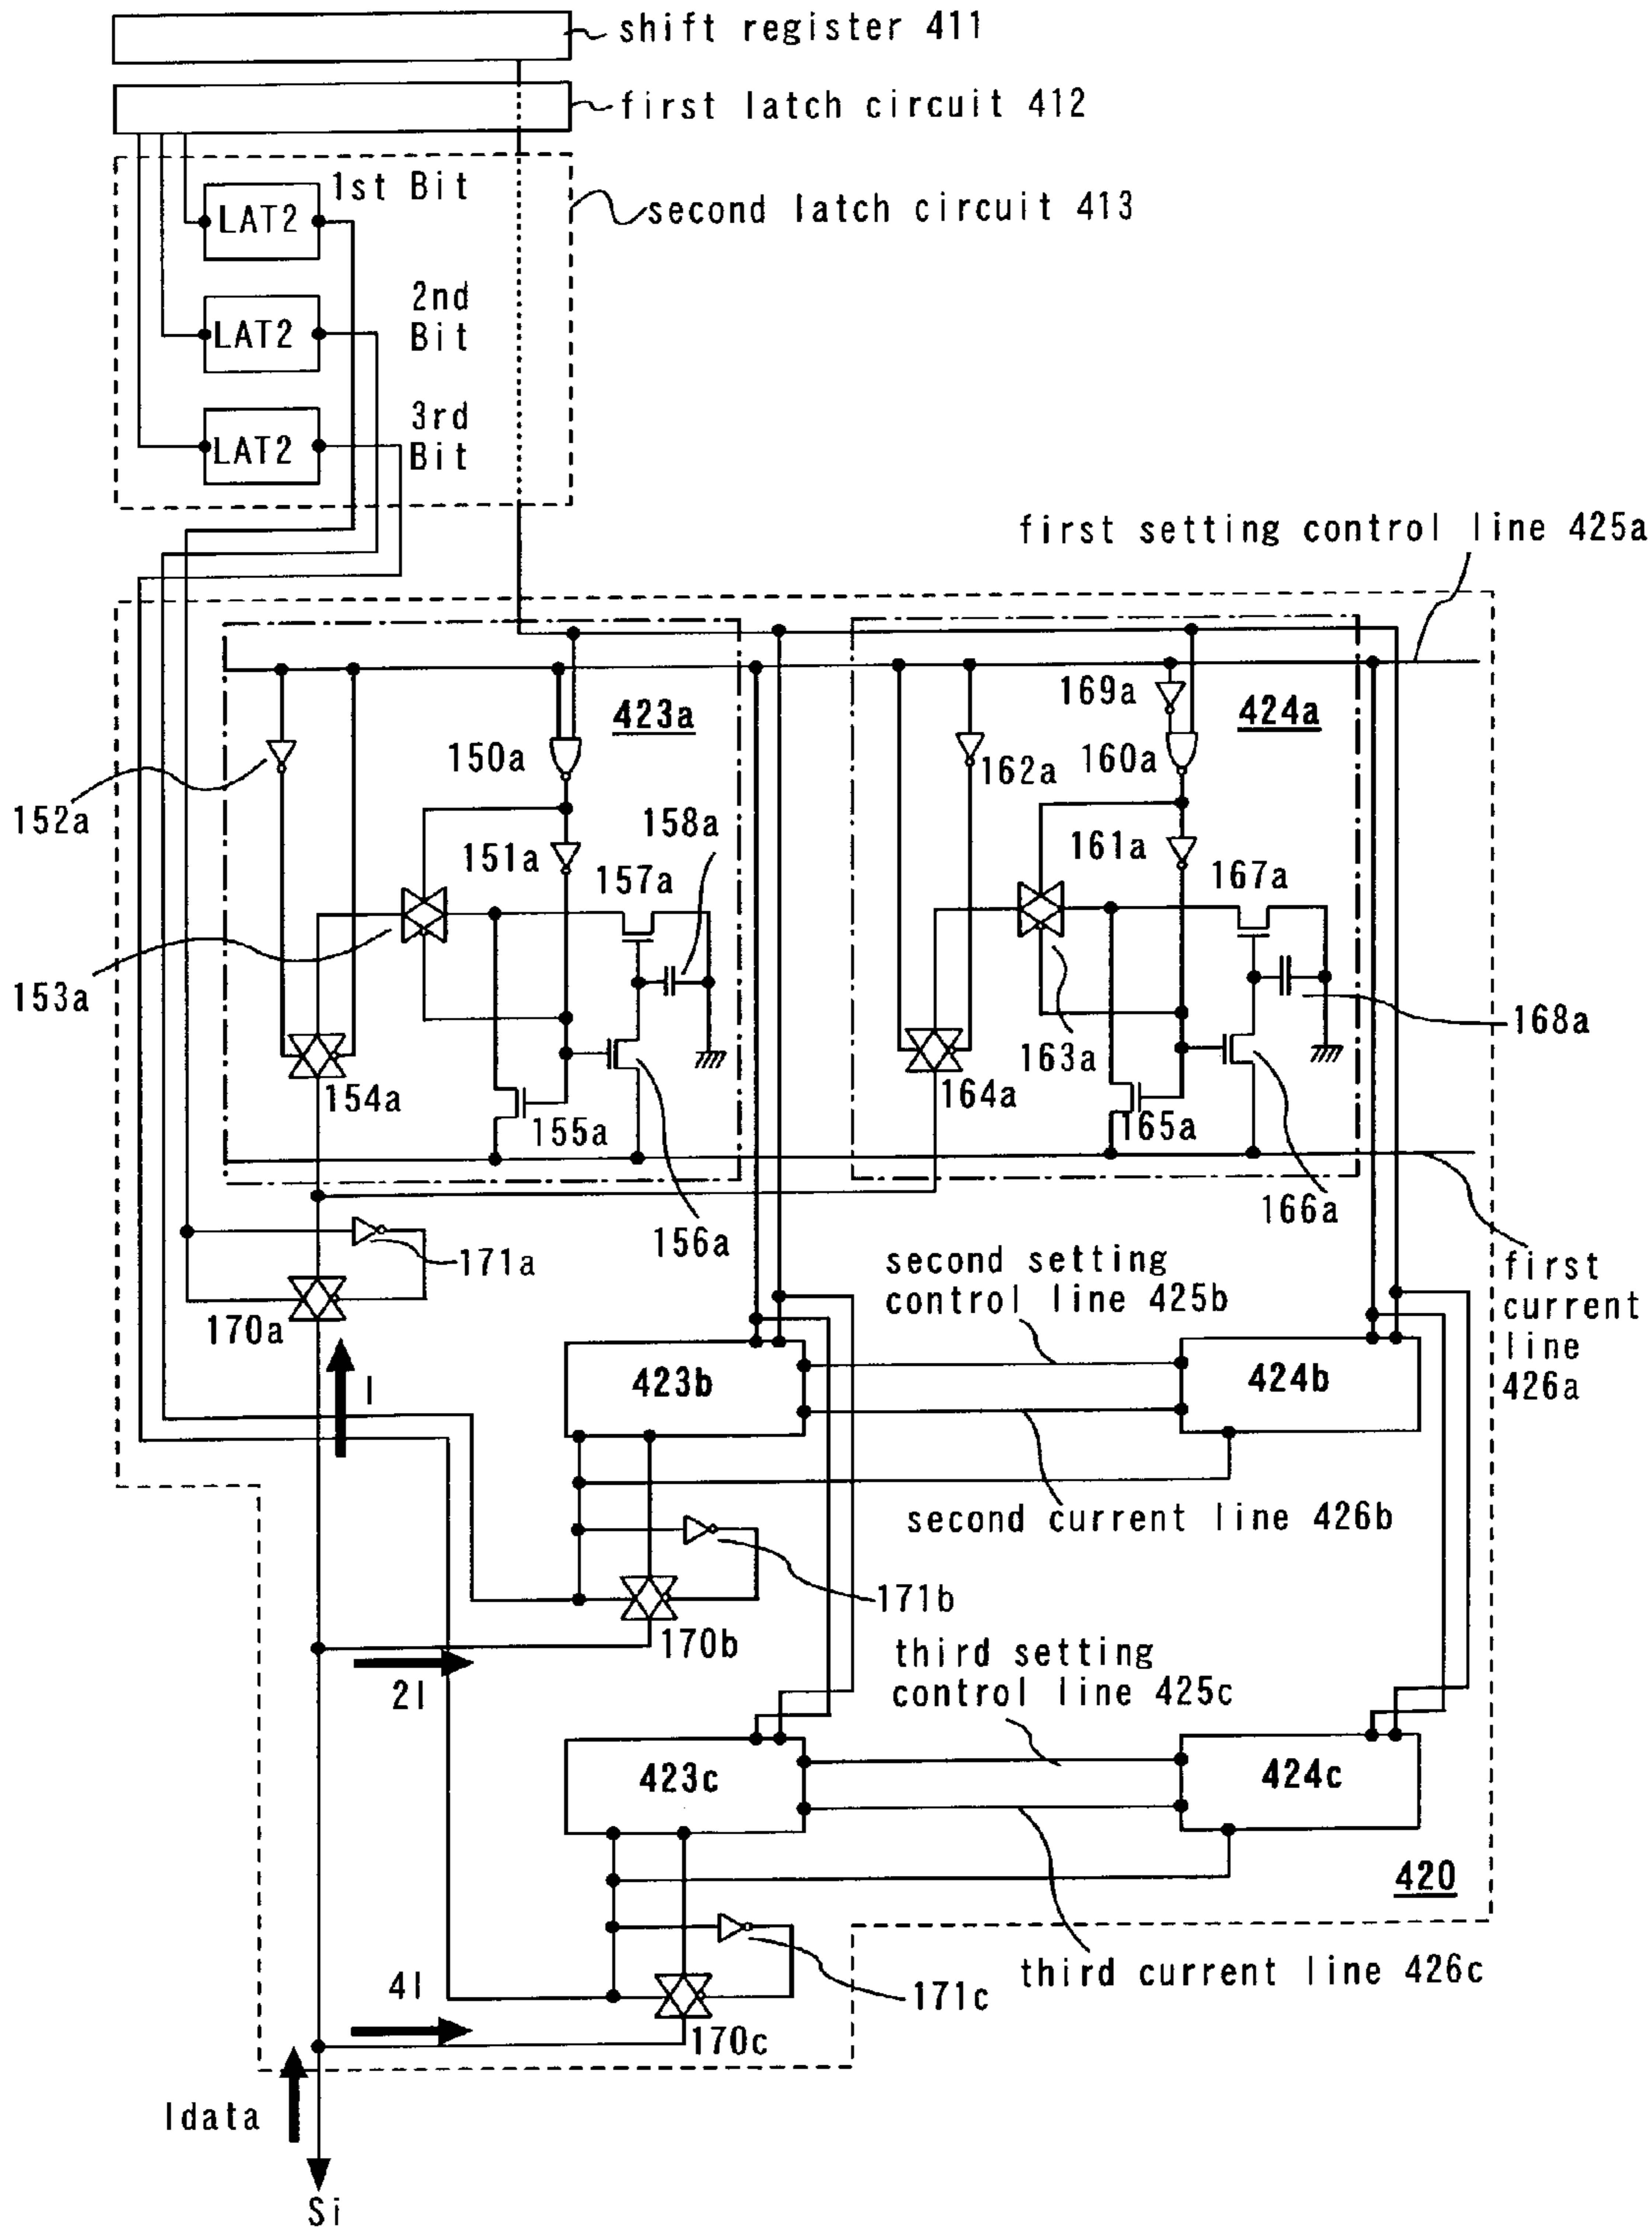 shift register 411
first latch circuit 412
1st Bit
LAT2
second latch circuit 413
2nd
Bit
LAT2
3rd
Bit
LAT2
first setting control line 425a
423a
169a
424a
150a
162a
160a
152a
158a
151a
161a
157a
167a
153a
168a
163a
154a
164a
155a
165a
156a
166a
171a
170a
second setting
control line 425b
first
current
line
426a
I
423b
424b
second current line 426b
171b
170b
2I
third setting
control line 425c
423c
424c
420
4I
171c
third current line 426c
170c
Idata
Si